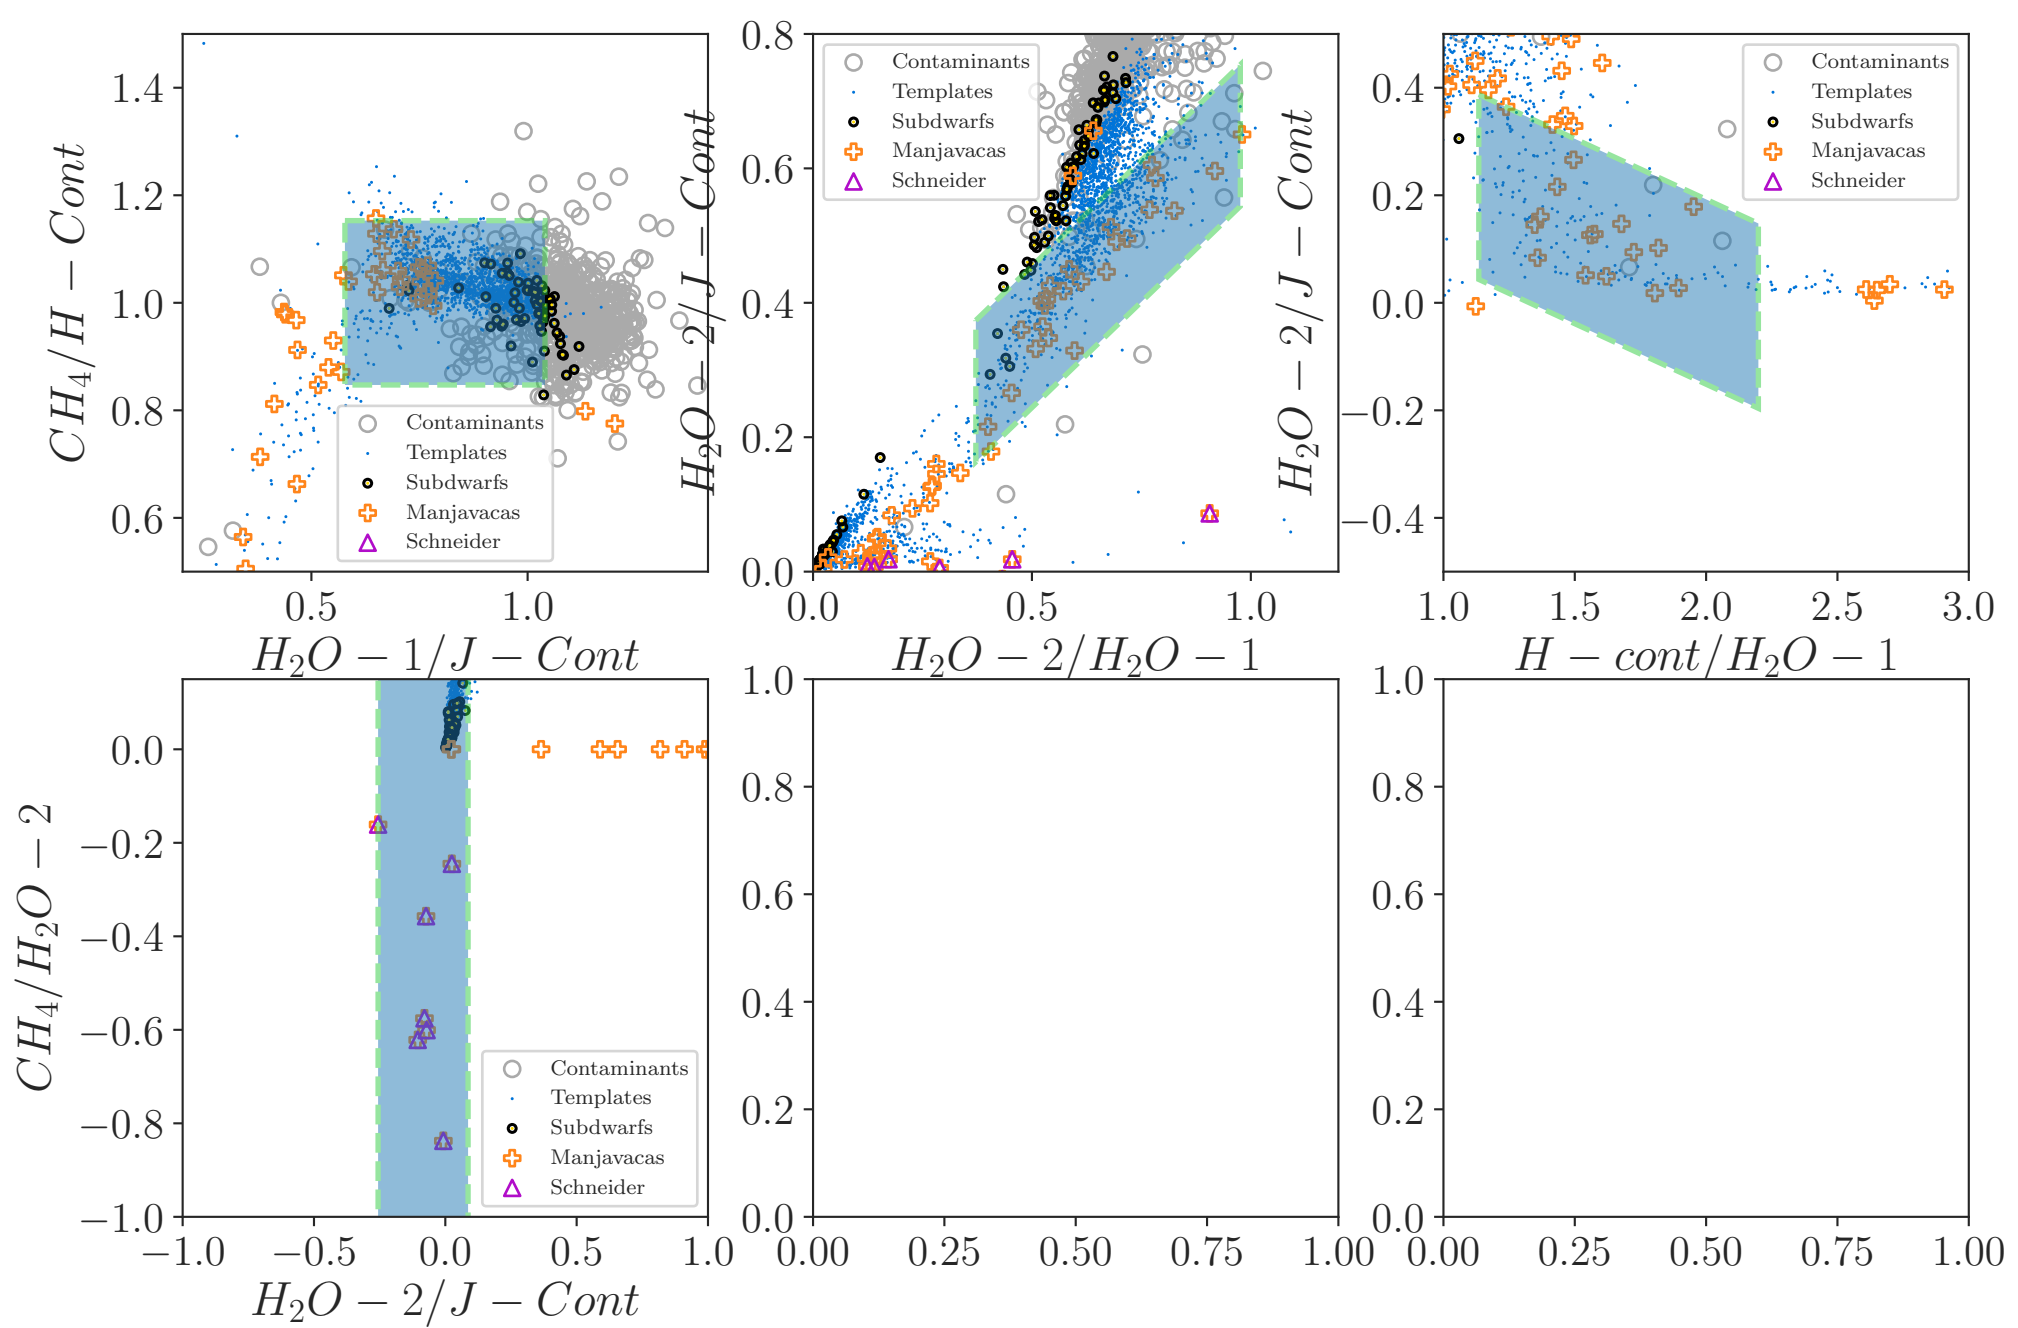 CH₄/H − Cont
1.4
1.2
1.0
0.8
0.6
Contaminants
Templates
Subdwarfs
Manjavacas
Schneider
0.5
1.0
H₂O − 1/J − Cont
H₂O − 2/J − Cont
0.8
0.6
0.4
0.2
0.0
Contaminants
Templates
Subdwarfs
Manjavacas
Schneider
0.0
0.5
1.0
H₂O − 2/H₂O − 1
H₂O − 2/J − Cont
0.4
0.2
0.0
−0.2
−0.4
Contaminants
Templates
Subdwarfs
Manjavacas
Schneider
1.0
1.5
2.0
2.5
3.0
H − cont/H₂O − 1
CH₄/H₂O − 2
0.0
−0.2
−0.4
−0.6
−0.8
−1.0
Contaminants
Templates
Subdwarfs
Manjavacas
Schneider
−1.0
−0.5
0.0
0.5
1.0
H₂O − 2/J − Cont
1.0
0.8
0.6
0.4
0.2
0.0
0.00
0.25
0.50
0.75
1.00
1.0
0.8
0.6
0.4
0.2
0.0
0.00
0.25
0.50
0.75
1.00